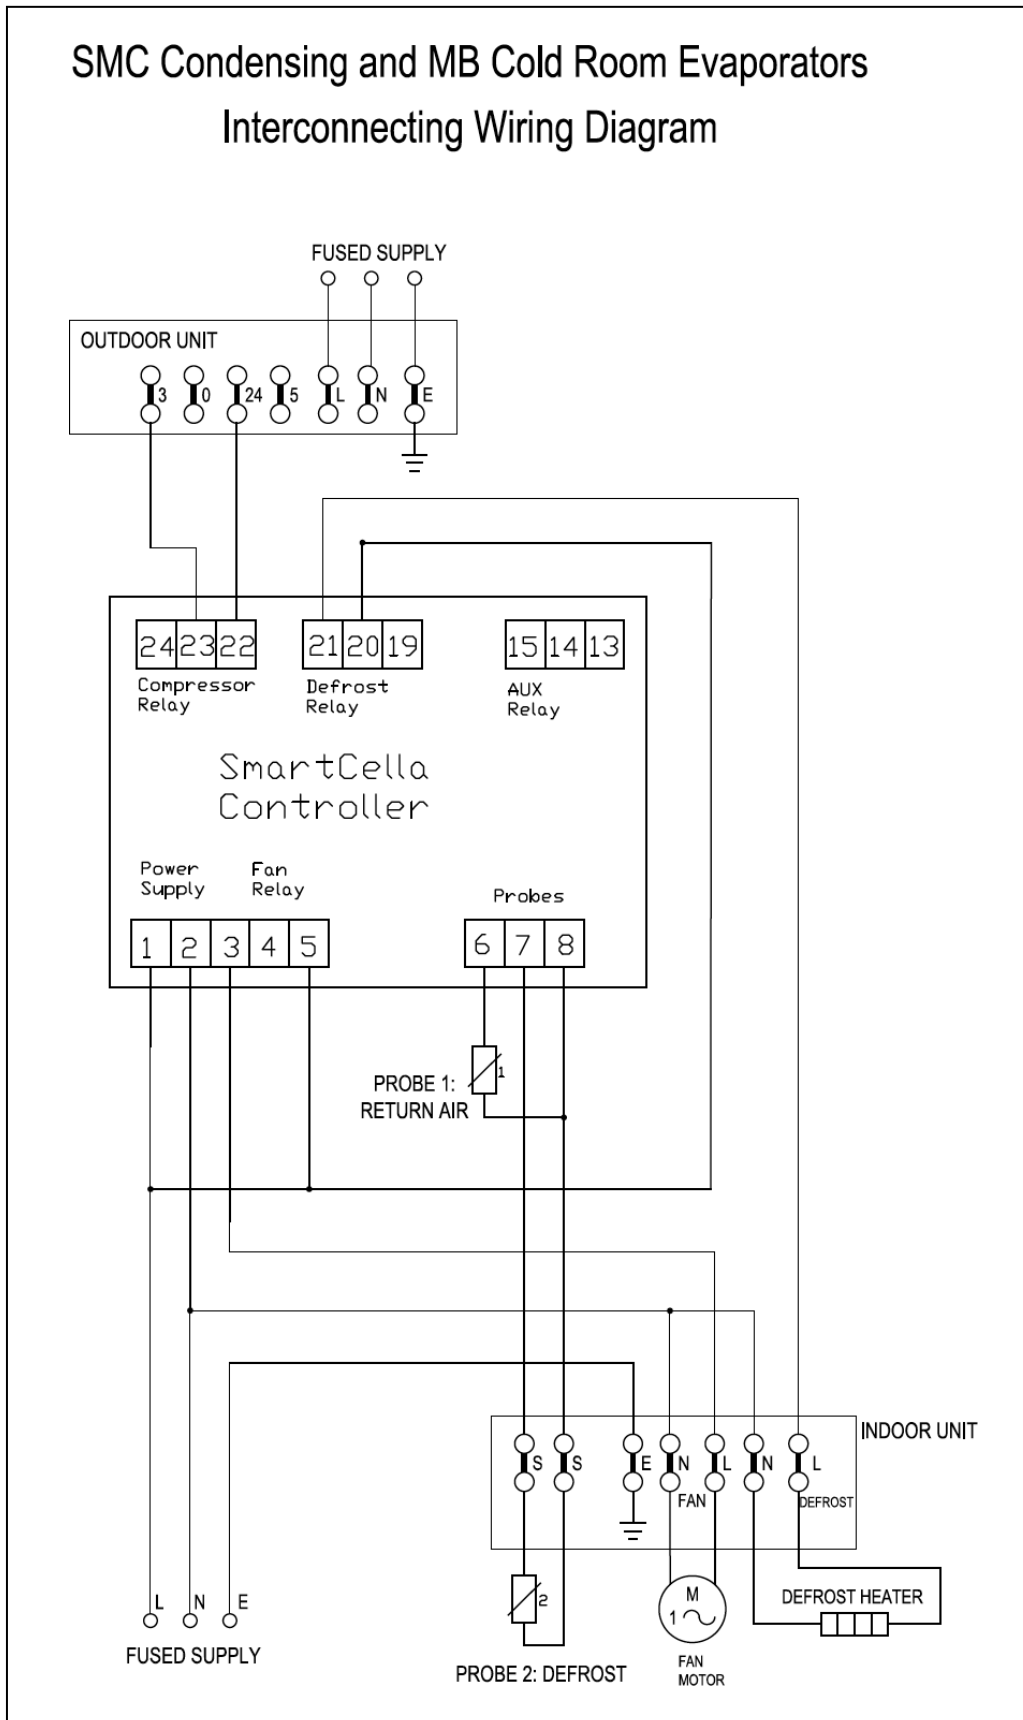 SMC Condensing and MB Cold Room Evaporators
Interconnecting Wiring Diagram
FUSED SUPPLY
OUTDOOR UNIT
3 0 24 5 L N E
24 23 22 21 20 19 15 14 13
Compressor
Relay
Defrost
Relay
AUX
Relay
SmartCella
Controller
Power
Supply
Fan
Relay
Probes
1 2 3 4 5 6 7 8
1
PROBE 1:
RETURN AIR
INDOOR UNIT
S S E N L N L
FAN
DEFROST
2
M
1
DEFROST HEATER
L N E
FUSED SUPPLY
PROBE 2: DEFROST
FAN
MOTOR